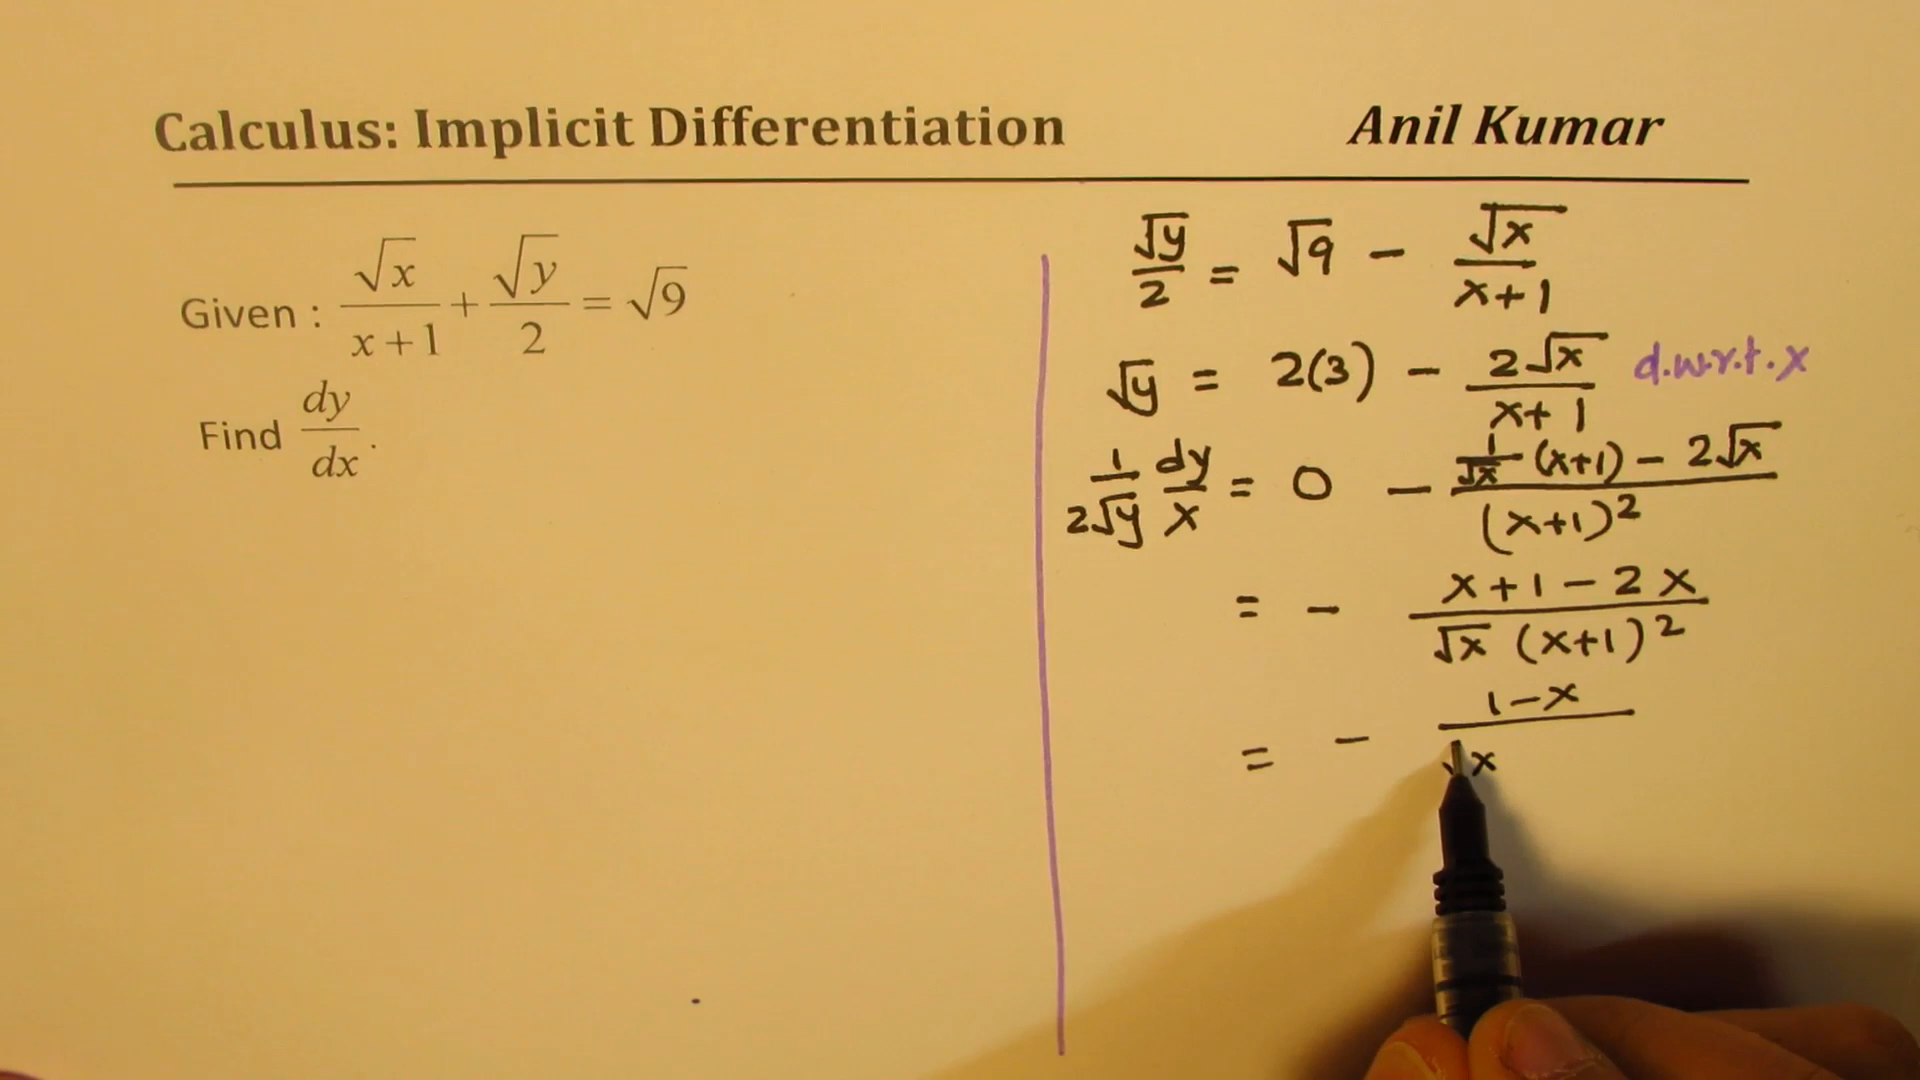 Calculus: Implicit Differentiation Anil Kumar
Given : √x/(x+1) + √y/2 = √9
Find dy/dx.
√y/2 = √9 - √x/(x+1)
√y = 2(3) - 2√x/(x+1) d.w.r.t. x
1/(2√y) dy/x = 0 - (1/√x (x+1) - 2√x)/(x+1)²
= - (x+1-2x)/(√x (x+1)²)
= - (1-x)/√x